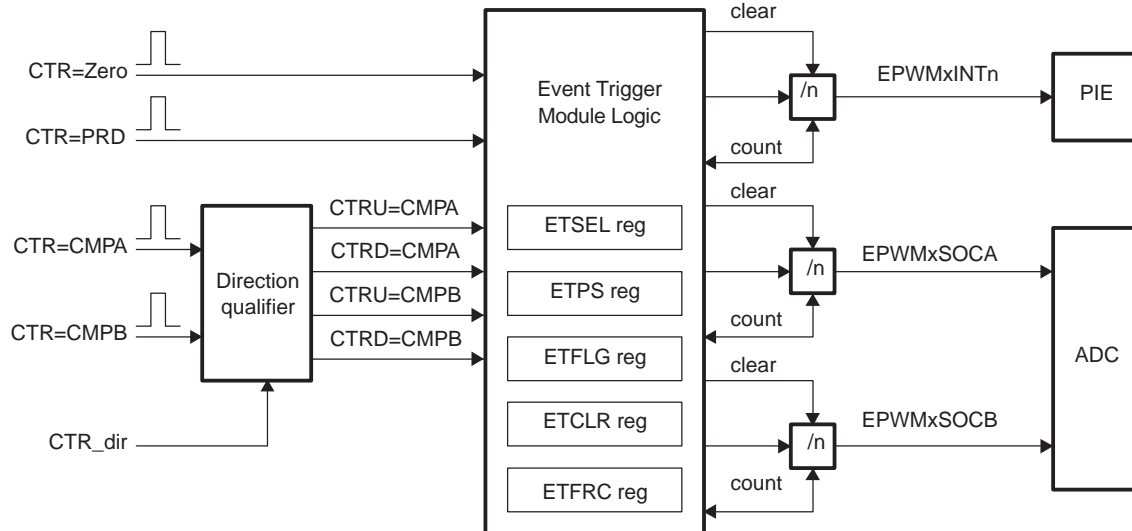 clear
CTR=Zero
EPWMxINTn
/n
PIE
Event Trigger
Module Logic
CTR=PRD
count
clear
CTRU=CMPA
ETSEL reg
CTR=CMPA
CTRD=CMPA
EPWMxSOCA
/n
Direction
qualifier
CTRU=CMPB
ETPS reg
count
CTR=CMPB
CTRD=CMPB
ETFLG reg
ADC
clear
CTR_dir
ETCLR reg
EPWMxSOCB
/n
count
ETFRC reg